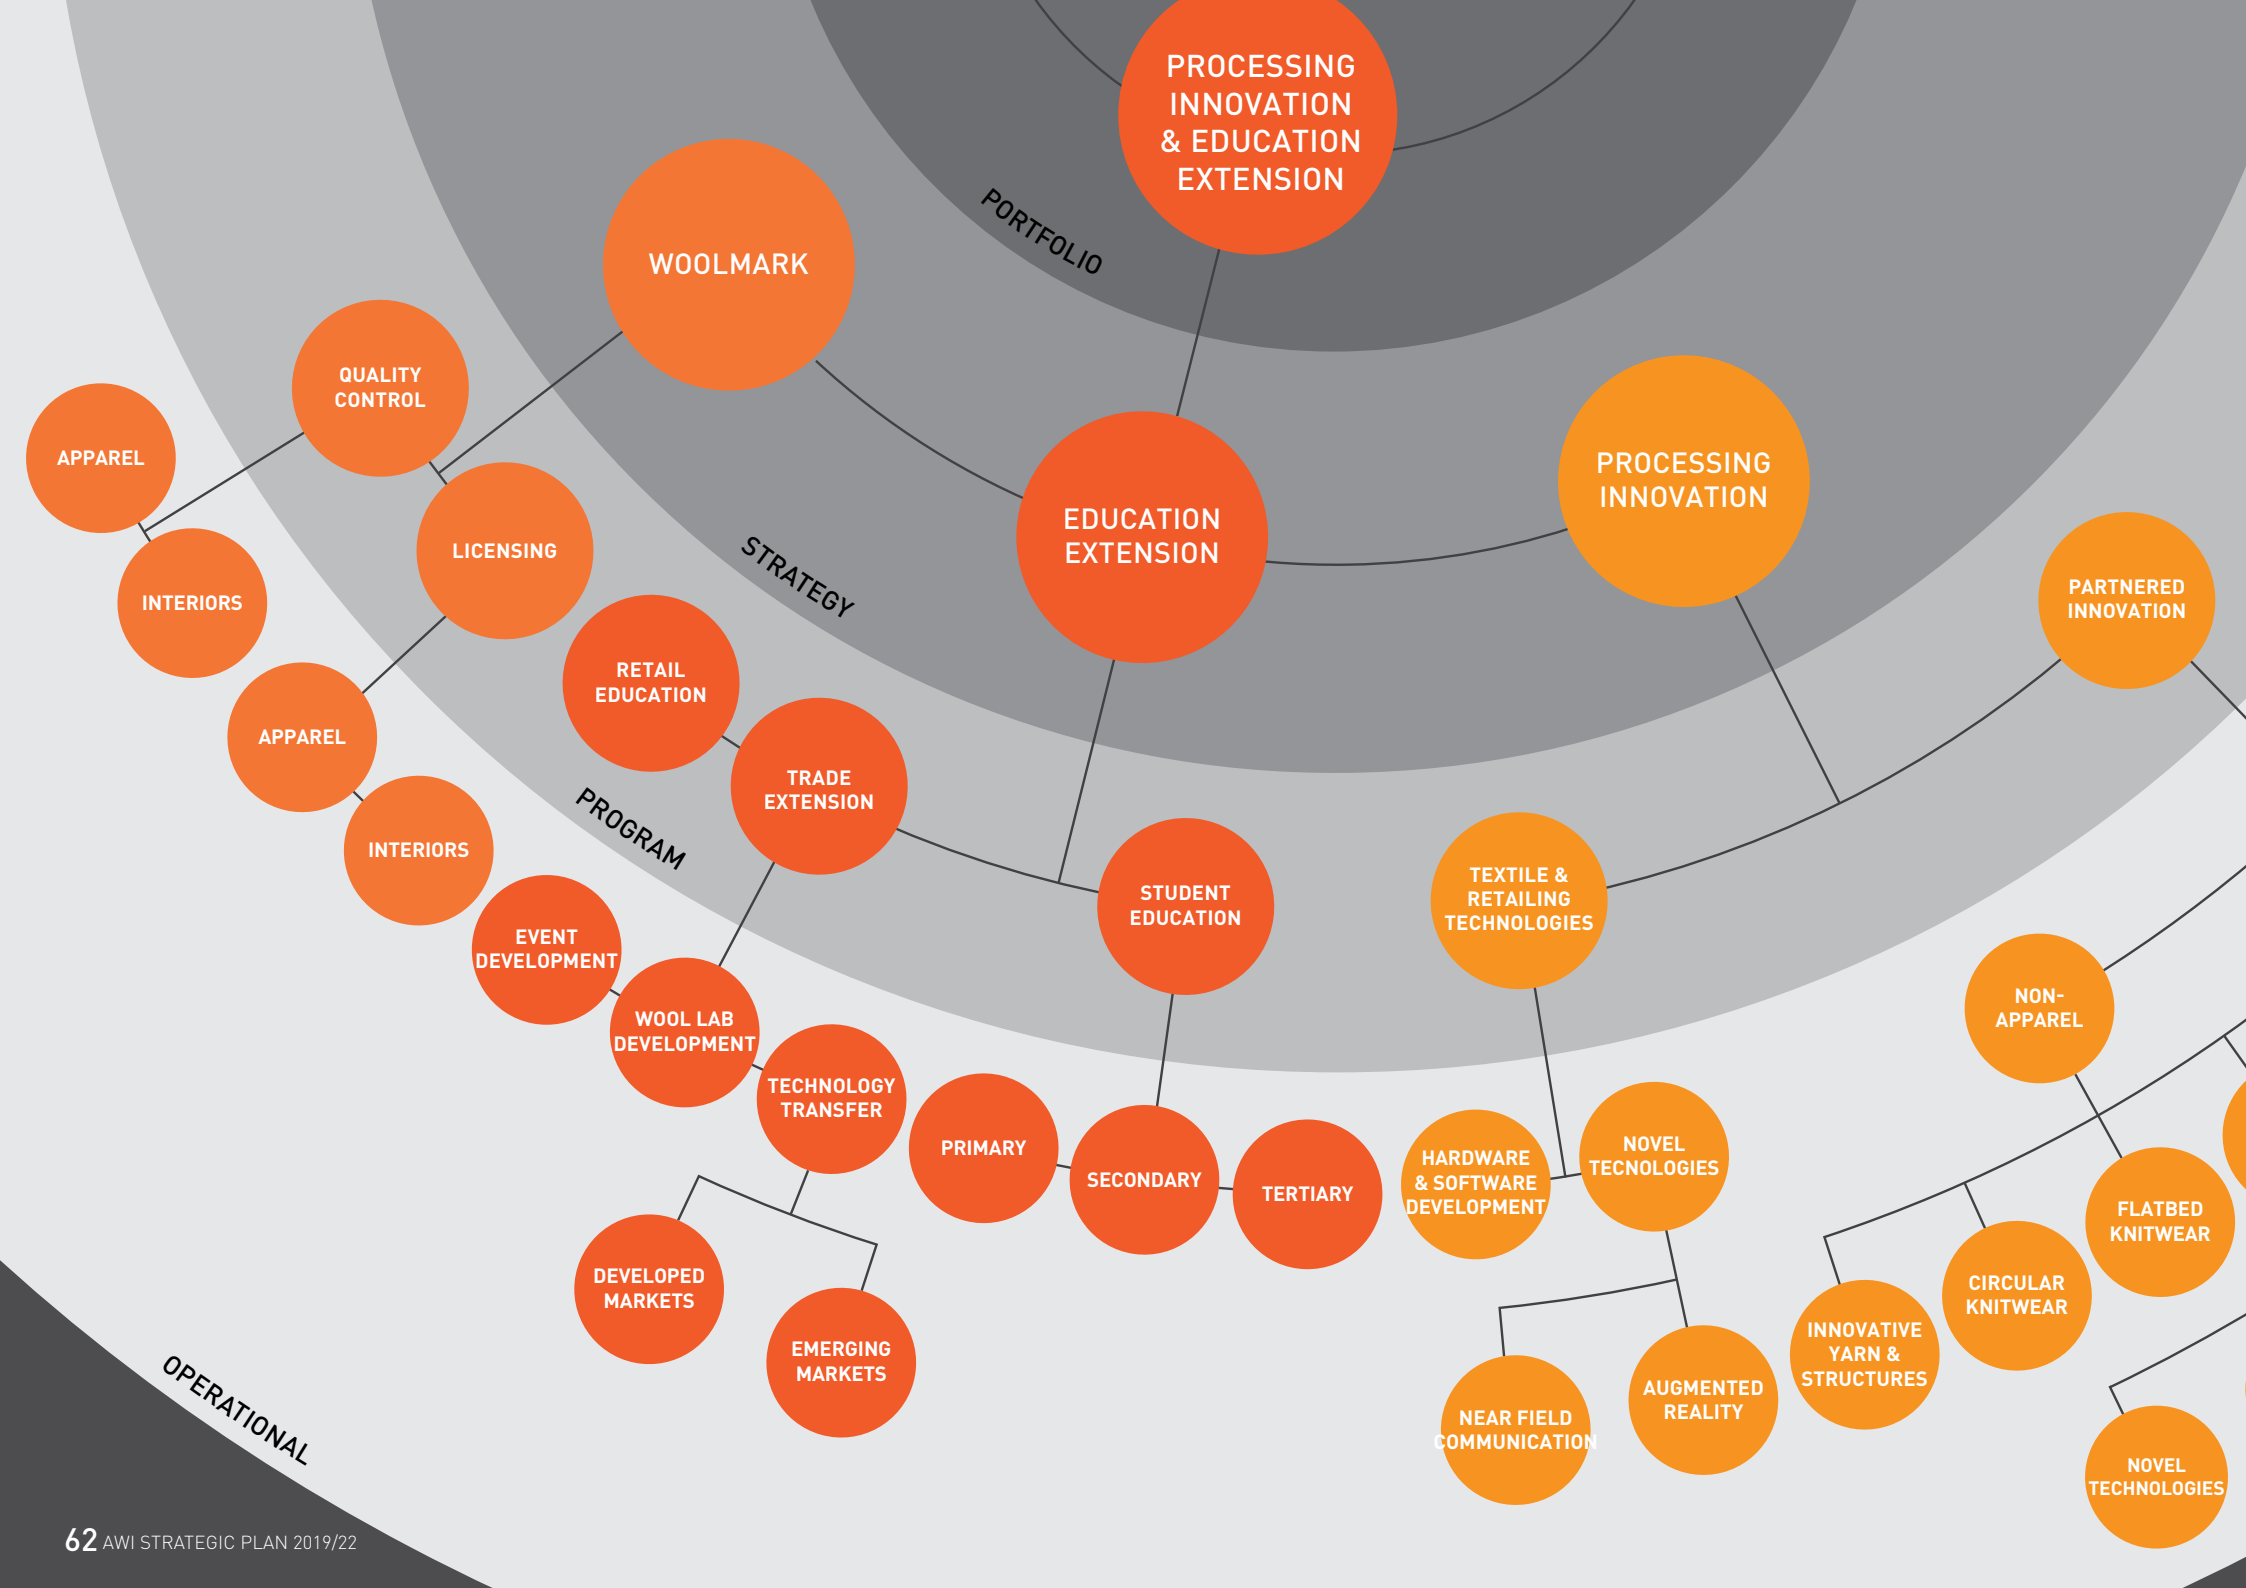 PROCESSING
INNOVATION
& EDUCATION
EXTENSION
PORTFOLIO
WOOLMARK
QUALITY
CONTROL
APPAREL
INTERIORS
LICENSING
APPAREL
INTERIORS
STRATEGY
EDUCATION
EXTENSION
PROCESSING
INNOVATION
PARTNERED
INNOVATION
RETAIL
EDUCATION
TRADE
EXTENSION
PROGRAM
STUDENT
EDUCATION
TEXTILE &
RETAILING
TECHNOLOGIES
EVENT
DEVELOPMENT
WOOL LAB
DEVELOPMENT
TECHNOLOGY
TRANSFER
PRIMARY
SECONDARY
TERTIARY
HARDWARE
& SOFTWARE
DEVELOPMENT
NOVEL
TECNOLOGIES
NON-
APPAREL
FLATBED
KNITWEAR
CIRCULAR
KNITWEAR
INNOVATIVE
YARN &
STRUCTURES
DEVELOPED
MARKETS
EMERGING
MARKETS
NEAR FIELD
COMMUNICATION
AUGMENTED
REALITY
NOVEL
TECHNOLOGIES
OPERATIONAL
62 AWI STRATEGIC PLAN 2019/22